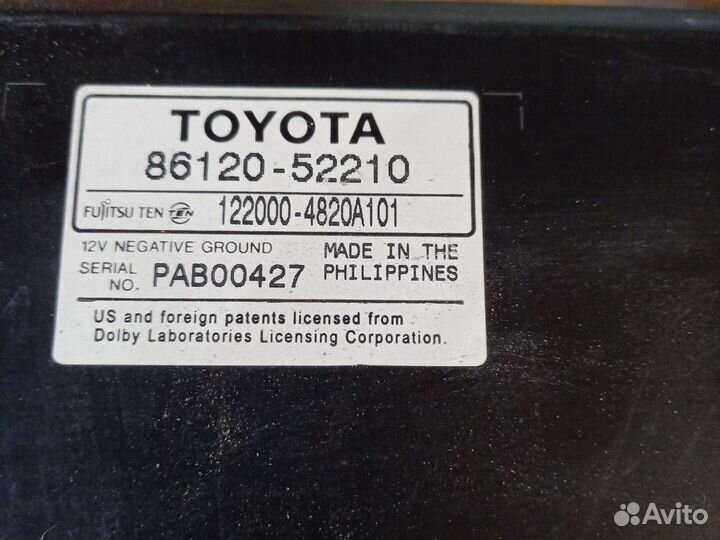 TOYOTA
86120-52210
FUJITSU TEN TEN 122000-4820A101
12V NEGATIVE GROUND MADE IN THE
SERIAL NO. PAB00427 PHILIPPINES
US and foreign patents licensed from
Dolby Laboratories Licensing Corporation.
Avito